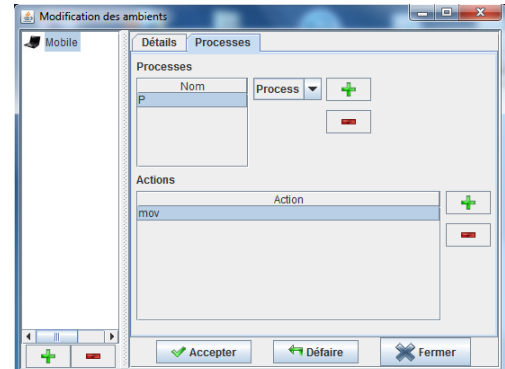 Modification des ambients
Mobile
Détails Processes
Processes
Nom
P
Process
Actions
Action
mov
Accepter Défaire Fermer